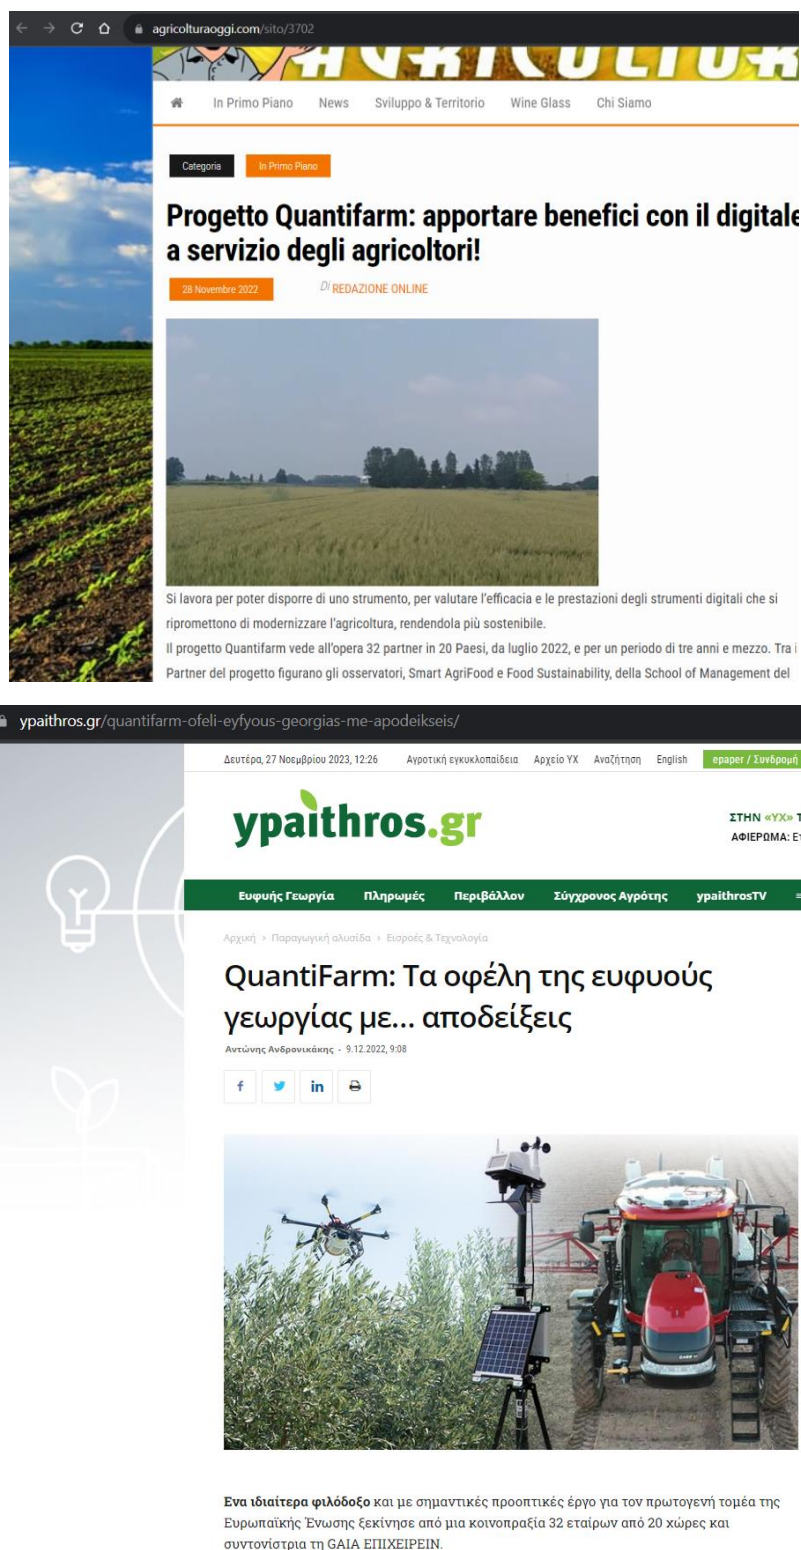 agricolturaoggi.com/sito/3702
In Primo Piano News Sviluppo & Territorio Wine Glass Chi Siamo
Categoria In Primo Piano
Progetto Quantifarm: apportare benefici con il digitale
a servizio degli agricoltori!
28 Novembre 2022 Di REDAZIONE ONLINE
Si lavora per poter disporre di uno strumento, per valutare l'efficacia e le prestazioni degli strumenti digitali che si
ripromettono di modernizzare l'agricoltura, rendendola più sostenibile.
Il progetto Quantifarm vede all'opera 32 partner in 20 Paesi, da luglio 2022, e per un periodo di tre anni e mezzo. Tra i
Partner del progetto figurano gli osservatori, Smart AgriFood e Food Sustainability, della School of Management del
ypaithros.gr/quantifarm-ofeli-eyfyous-georgias-me-apodeikseis/
Δευτέρα, 27 Νοεμβρίου 2023, 12:26 Αγροτική εγκυκλοπαίδεια Αρχείο ΥΧ Αναζήτηση English epaper / Συνδρομή
ypaithros.gr
ΣΤΗΝ «ΥΧ» Τ
ΑΦΙΕΡΩΜΑ:
Ευφυής Γεωργία Πληρωμές Περιβάλλον Σύγχρονος Αγρότης ypaithrosTV
Αρχική › Παραγωγική αλυσίδα › Εισροές & Τεχνολογία
QuantiFarm: Τα οφέλη της ευφυούς
γεωργίας με… αποδείξεις
Αντώνης Ανδρονικάκης - 9.12.2022, 9:08
Ενα ιδιαίτερα φιλόδοξο και με σημαντικές προοπτικές έργο για τον πρωτογενή τομέα της
Ευρωπαϊκής Ένωσης ξεκίνησε από μια κοινοπραξία 32 εταίρων από 20 χώρες και
συντονίστρια τη GAIA ΕΠΙΧΕΙΡΕΙΝ.